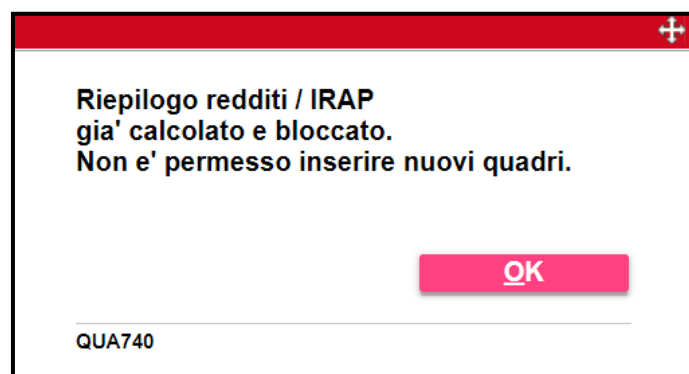 Riepilogo redditi / IRAP
gia' calcolato e bloccato.
Non e' permesso inserire nuovi quadri.
OK
QUA740